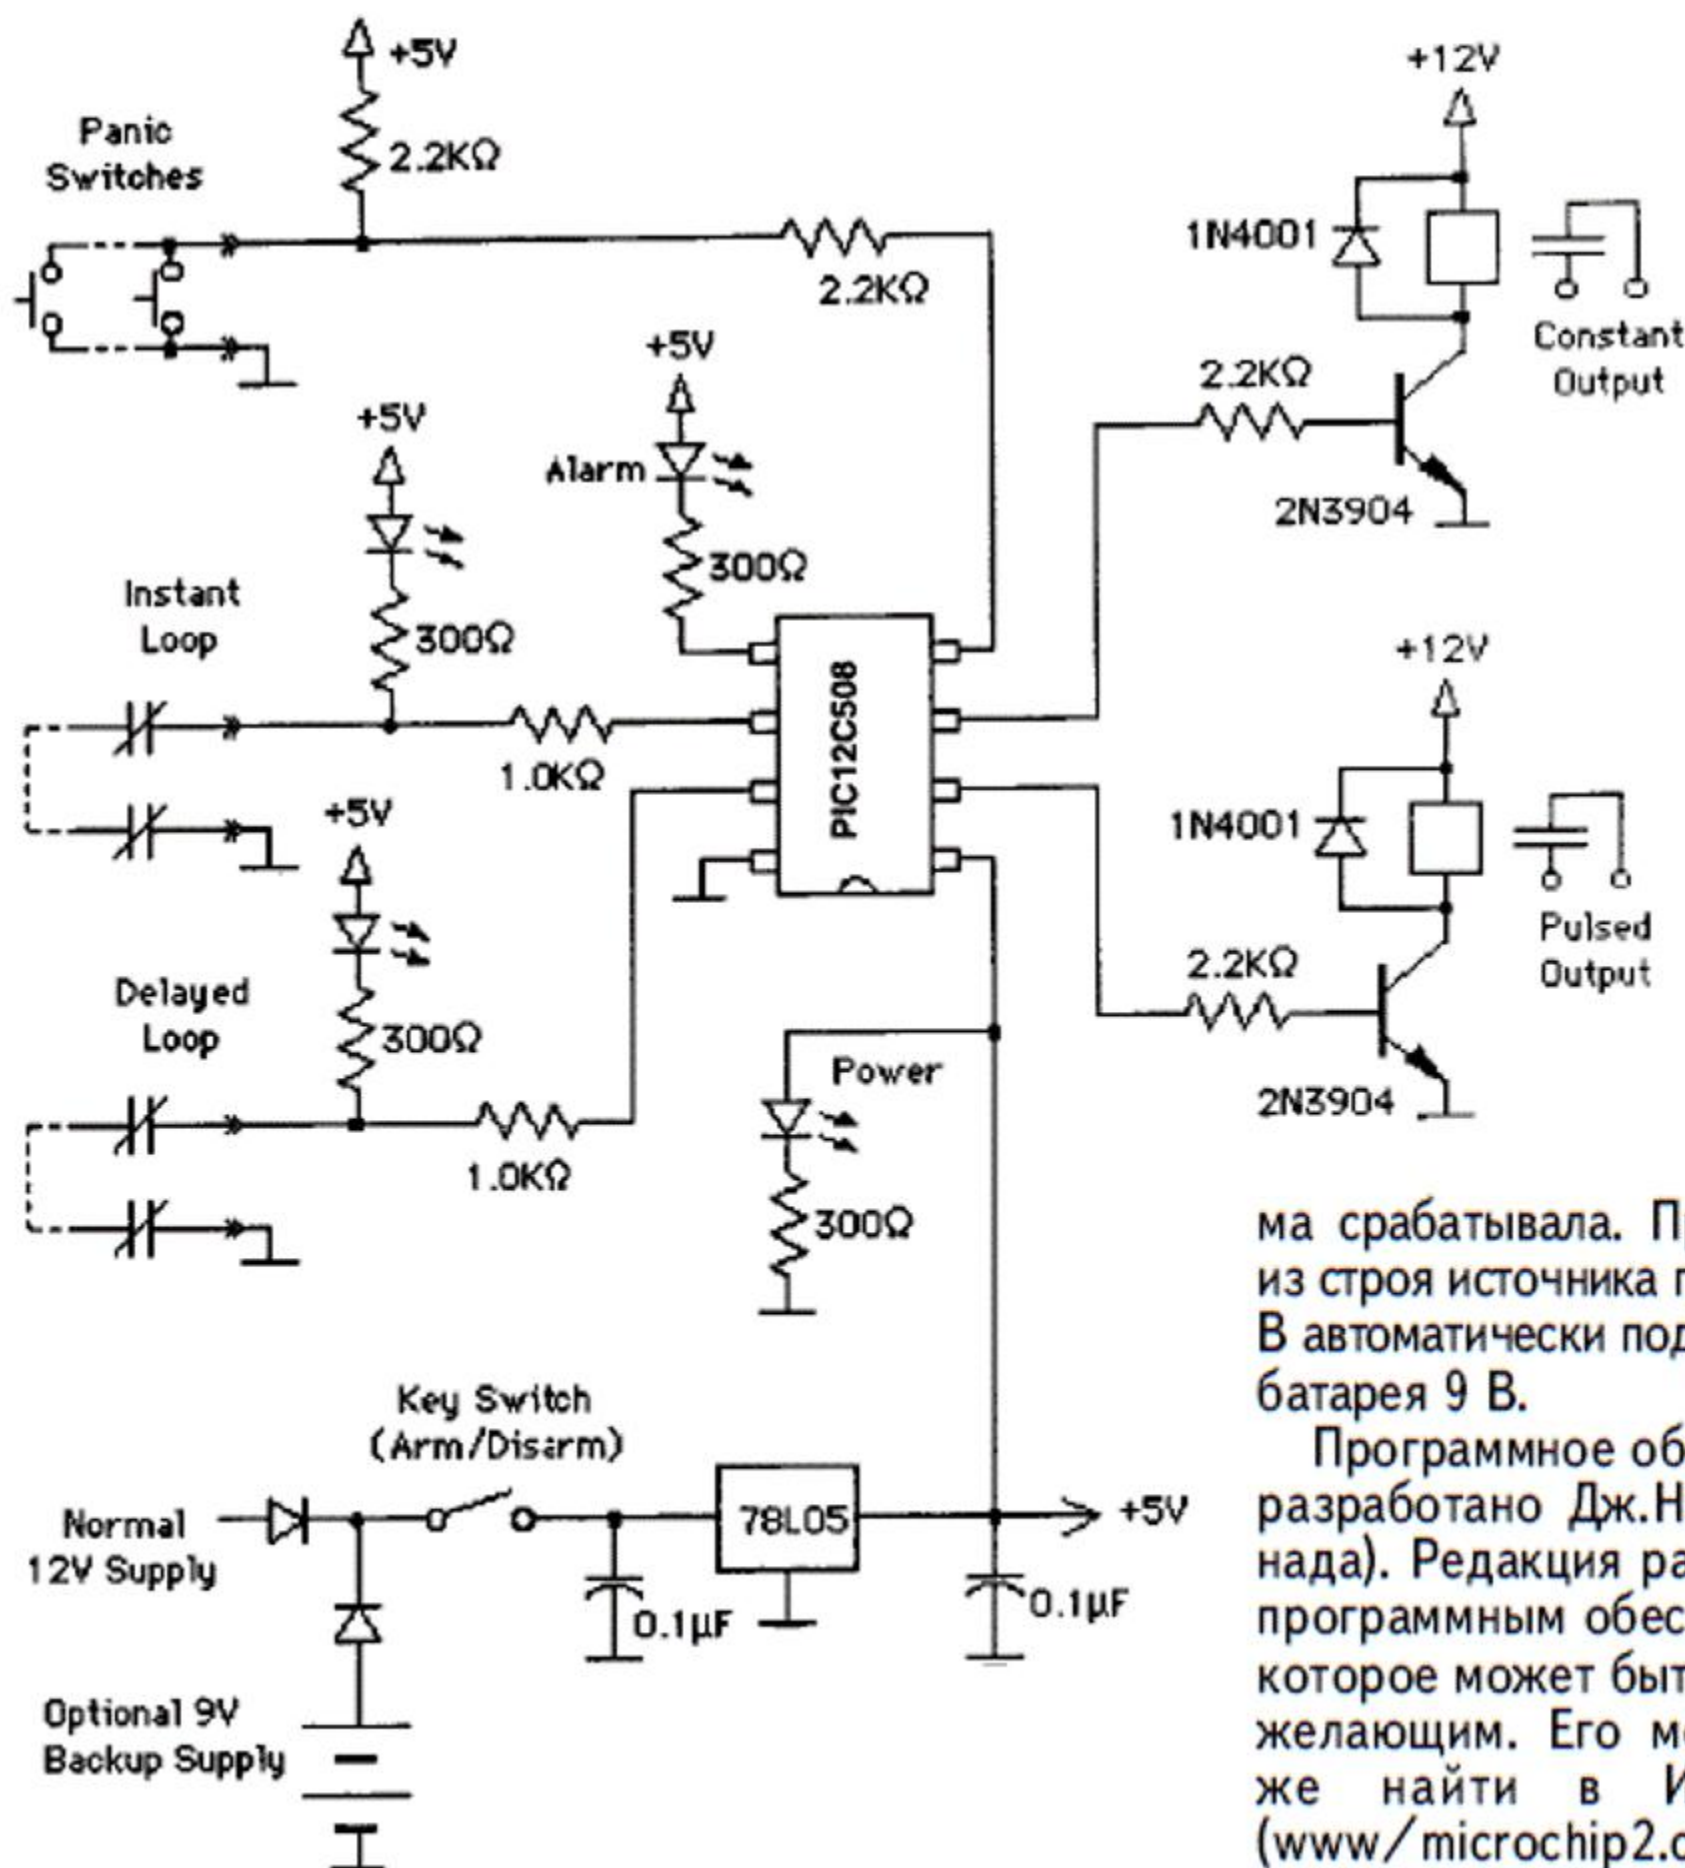 +5V
+12V
Panic
Switches
2.2KΩ
1N4001
2.2KΩ
Constant
Output
+5V
2.2KΩ
+5V
Alarm
2N3904
300Ω
Instant
Loop
300Ω
+12V
PIC12C508
1.0KΩ
+5V
1N4001
Pulsed
Output
2.2KΩ
Delayed
Loop
300Ω
Power
2N3904
1.0KΩ
300Ω
ма срабатывала.
из строя источника
В автоматически
батарея 9 В.
Key Switch
(Arm/Disarm)
Программное
разработано Дж.Н
Normal
12V Supply
78L05
+5V
нада). Редакция
0.1µF
0.1µF
программным
которое может
Optional 9V
Backup Supply
желающим. Его
же найти в
(www/microchip2.